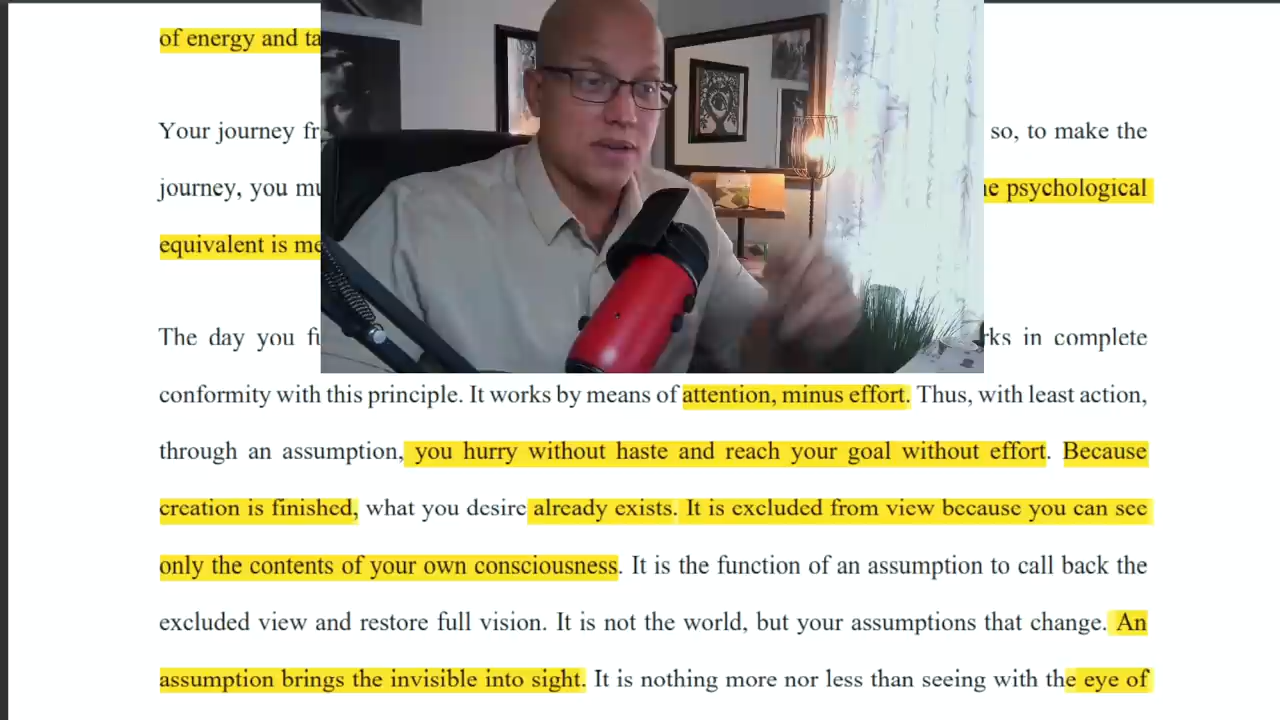 of energy and ta
Your journey fr so, to make the
journey, you mu e psychological
equivalent is me
The day you fu rks in complete
conformity with this principle. It works by means of attention, minus effort. Thus, with least action,
through an assumption, you hurry without haste and reach your goal without effort. Because
creation is finished, what you desire already exists. It is excluded from view because you can see
only the contents of your own consciousness. It is the function of an assumption to call back the
excluded view and restore full vision. It is not the world, but your assumptions that change. An
assumption brings the invisible into sight. It is nothing more nor less than seeing with the eye of